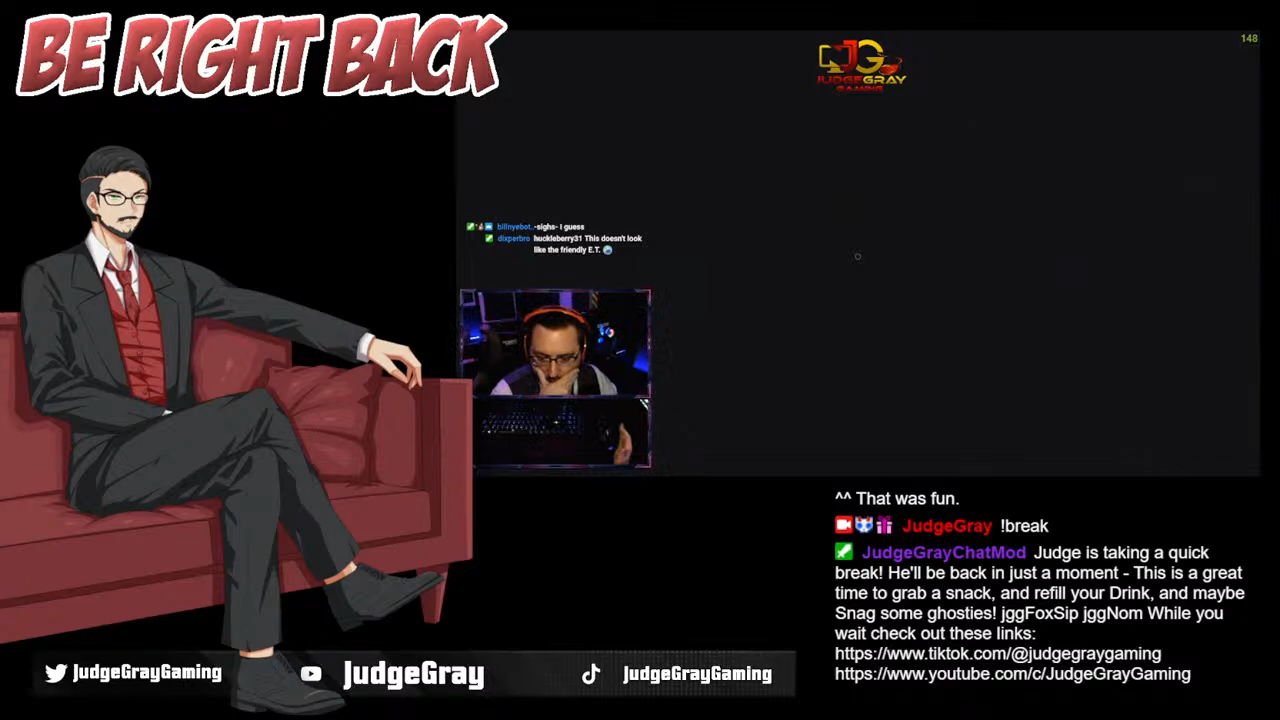 BE RIGHT BACK
148
JUDGEGRAY
GAMING
billnyebot.. -sighs- I guess
dixperbro huckleberry31 This doesn't look
like the friendly E.T.
^^ That was fun.
JudgeGray !break
JudgeGrayChatMod Judge is taking a quick
break! He'll be back in just a moment - This is a great
time to grab a snack, and refill your Drink, and maybe
Snag some ghosties! jggFoxSip jggNom While you
wait check out these links:
https://www.tiktok.com/@judgegraygaming
https://www.youtube.com/c/JudgeGrayGaming
JudgeGrayGaming JudgeGray JudgeGrayGaming